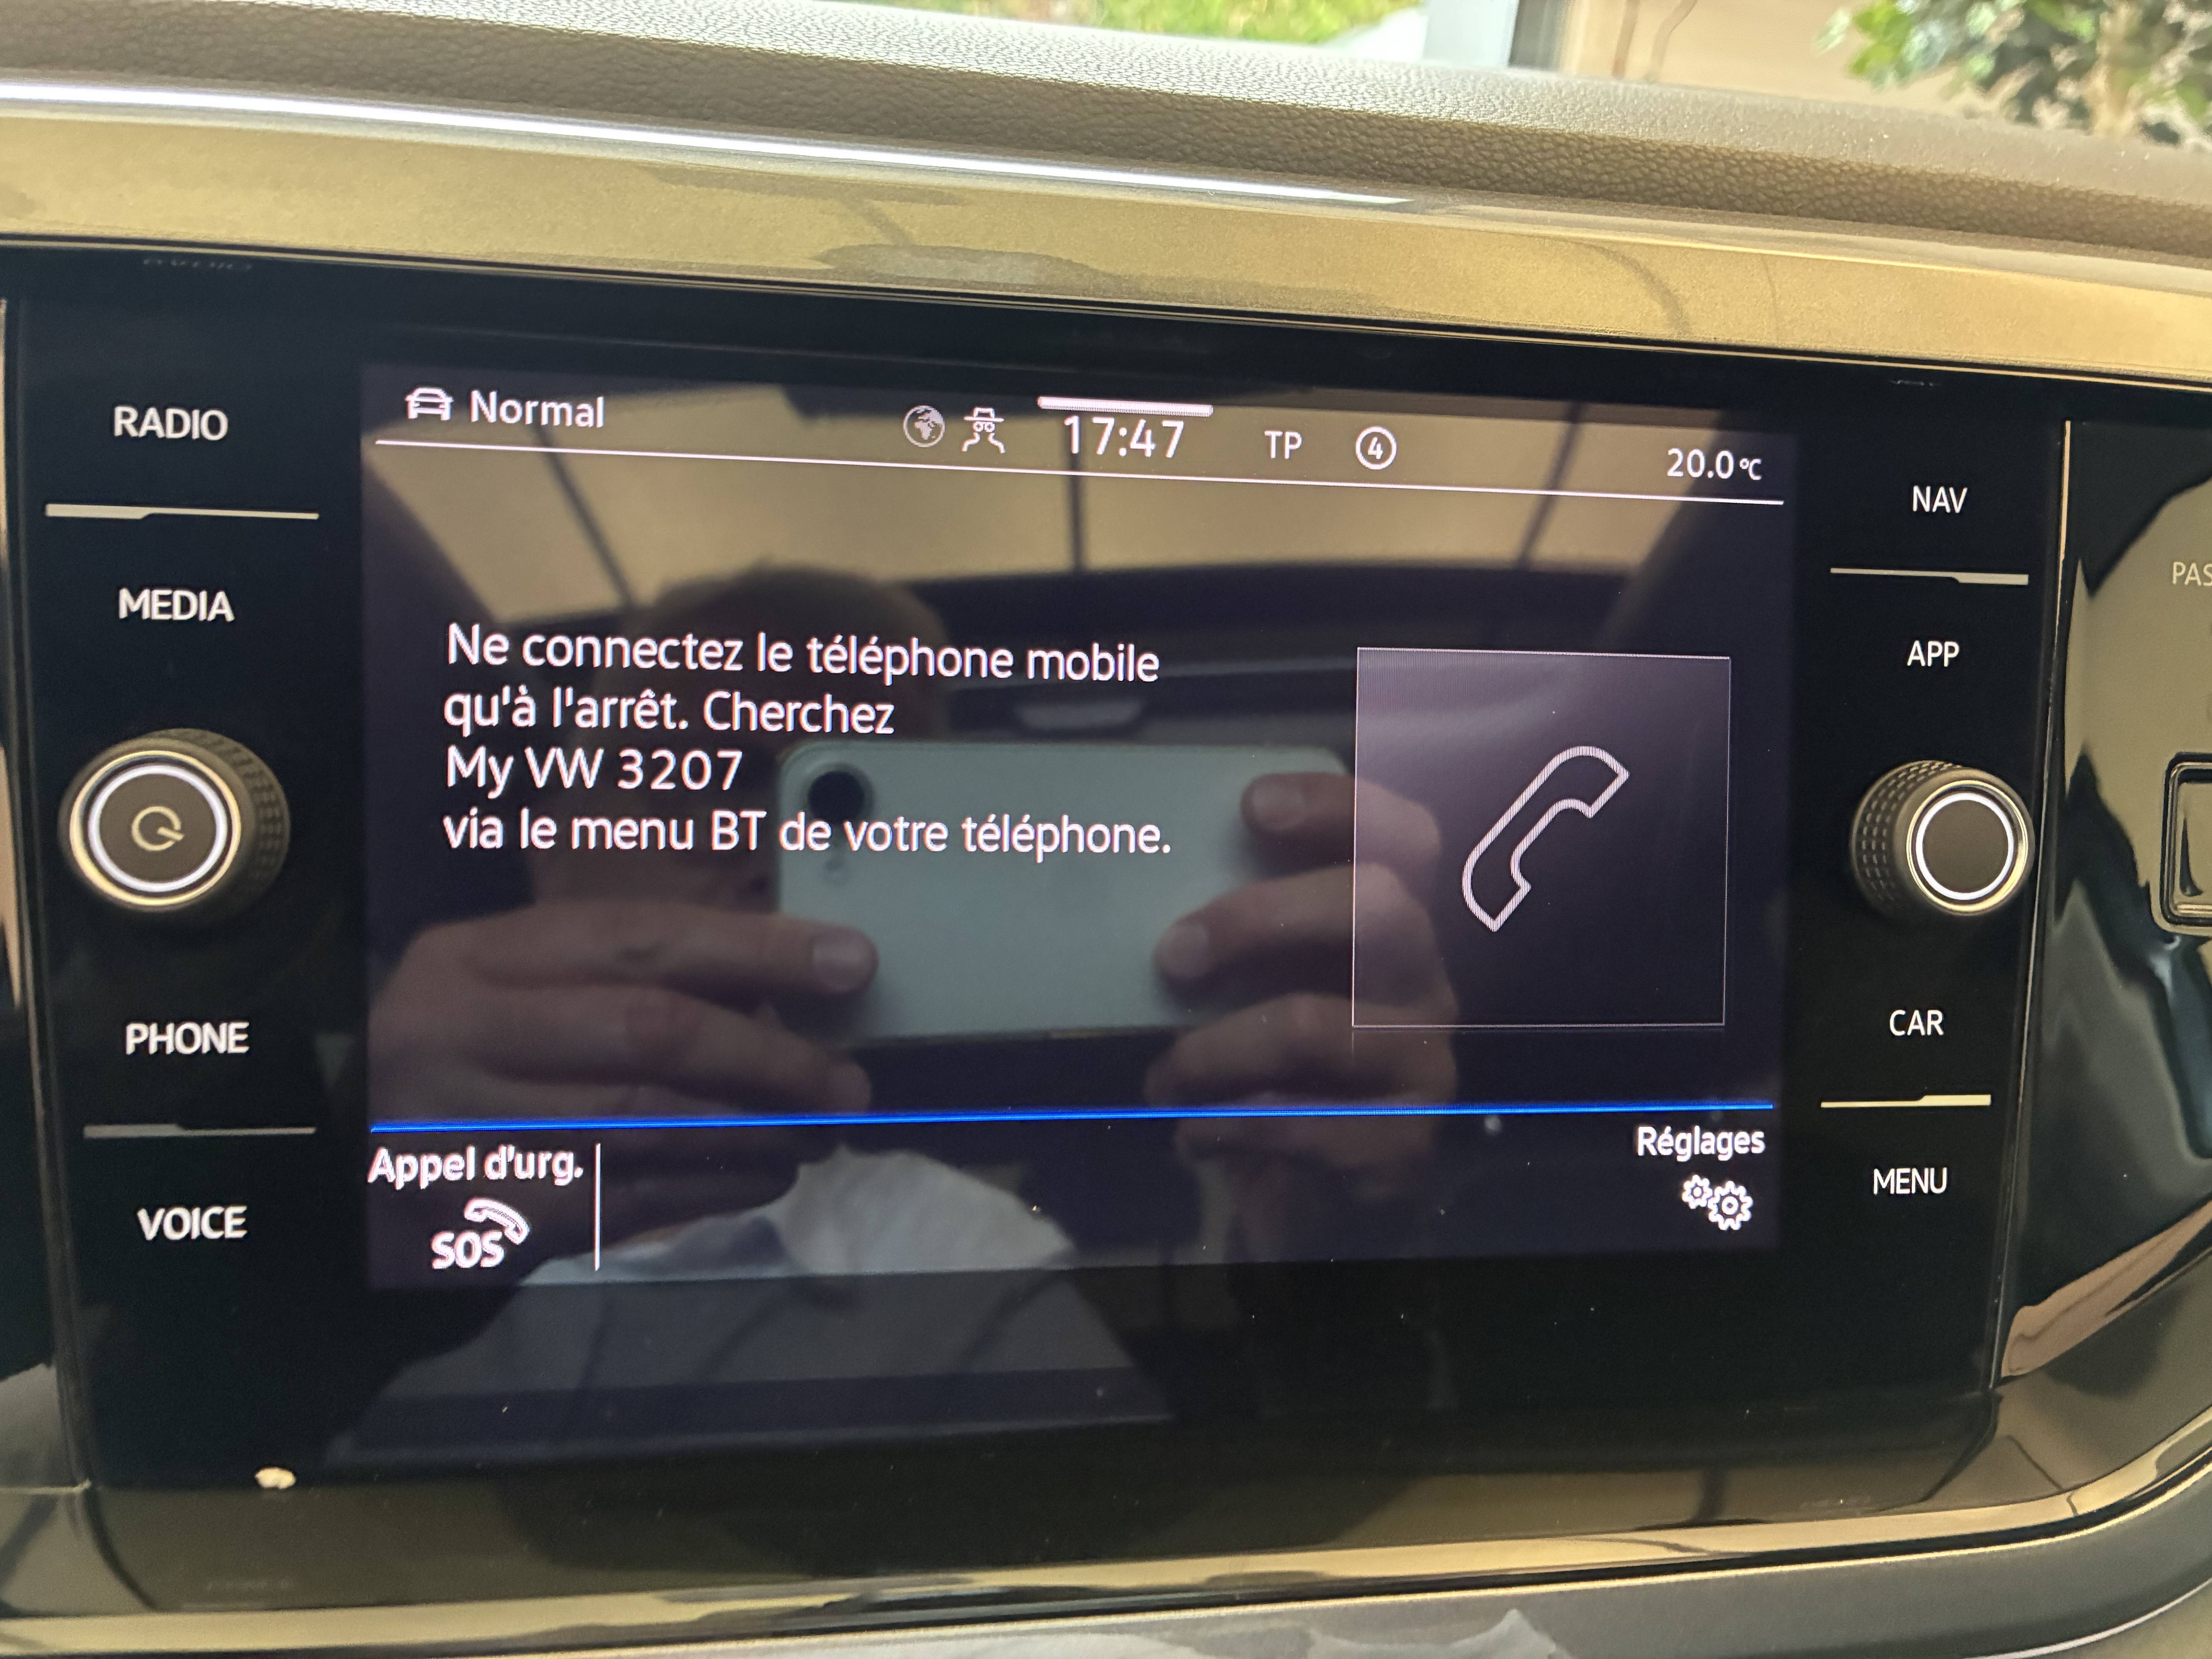 RADIO
MEDIA
PHONE
VOICE
Normal
17:47
TP
4
20.0°C
Ne connectez le téléphone mobile
qu'à l'arrêt. Cherchez
My VW 3207
via le menu BT de votre téléphone.
Appel d'urg.
SOS
Réglages
NAV
APP
CAR
MENU
PAS